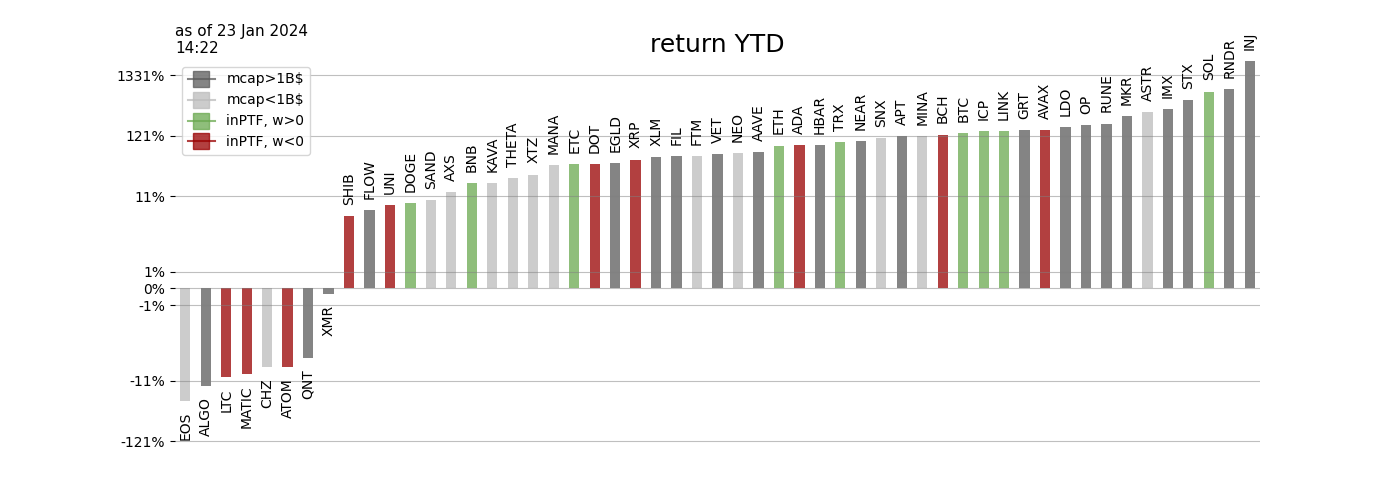 as of 23 Jan 2024
14:22
return YTD
mcap>1B$
mcap<1B$
inPTF, w>0
inPTF, w<0
1331%
121%
11%
1%
0%
-1%
-11%
-121%
EOS
ALGO
LTC
MATIC
CHZ
ATOM
QNT
XMR
SHIB
FLOW
UNI
DOGE
SAND
AXS
BNB
KAVA
THETA
XTZ
MANA
ETC
DOT
EGLD
XRP
XLM
FIL
FTM
VET
NEO
AAVE
ETH
ADA
HBAR
TRX
NEAR
SNX
APT
MINA
BCH
BTC
ICP
LINK
GRT
AVAX
LDO
OP
RUNE
MKR
ASTR
IMX
STX
SOL
RNDR
INJ